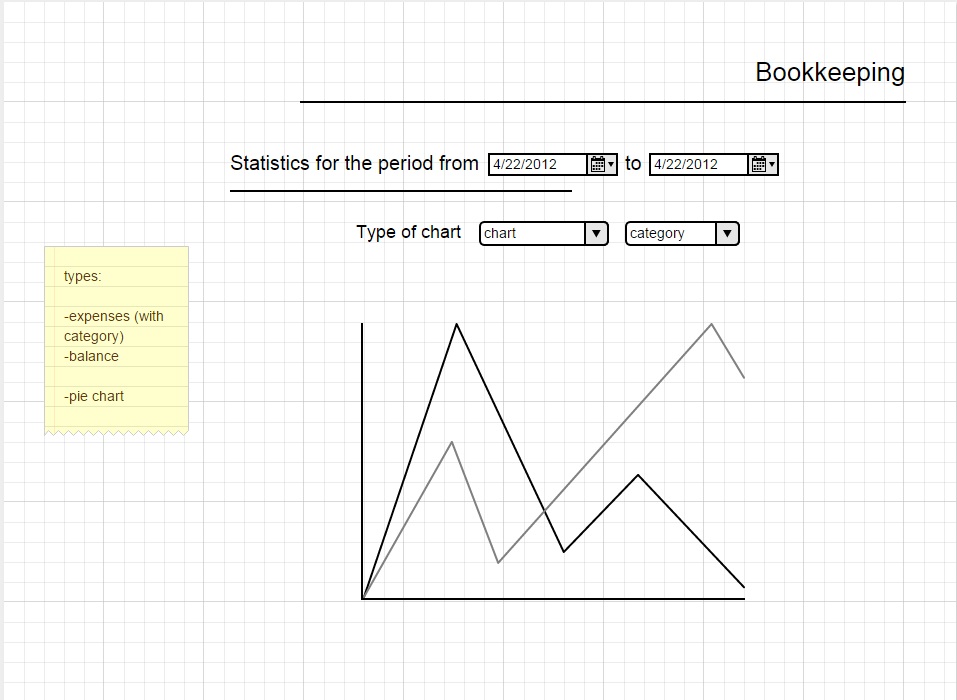 Bookkeeping
Statistics for the period from 4/22/2012 to 4/22/2012
Type of chart chart category
types:
-expenses (with
category)
-balance
-pie chart